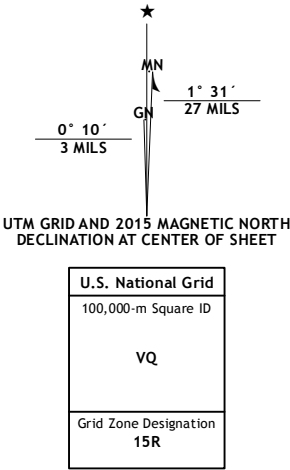 ★
MN
1° 31´
27 MILS
GN
0° 10´
3 MILS
UTM GRID AND 2015 MAGNETIC NORTH
DECLINATION AT CENTER OF SHEET
U.S. National Grid
100,000-m Square ID
VQ
Grid Zone Designation
15R